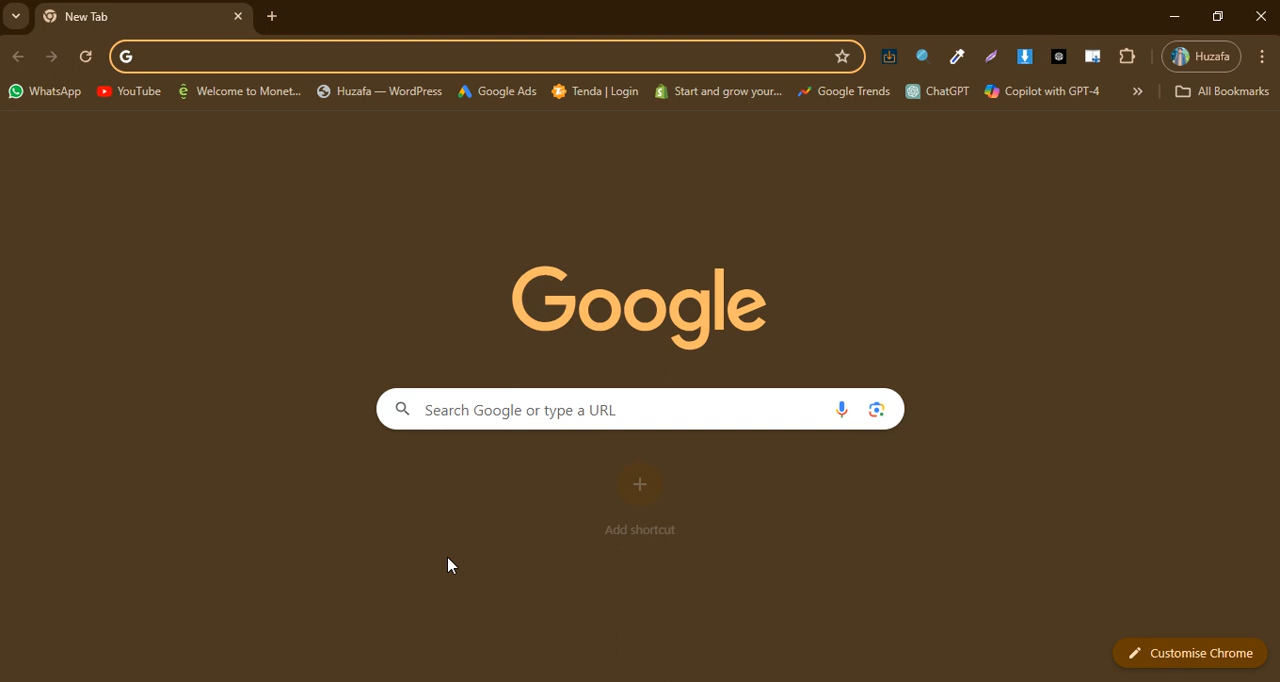 New Tab
Huzafa
WhatsApp YouTube Welcome to Monet... Huzafa — WordPress Google Ads Tenda | Login Start and grow your... Google Trends ChatGPT Copilot with GPT-4 » All Bookmarks
Google
Search Google or type a URL
Add shortcut
Customise Chrome